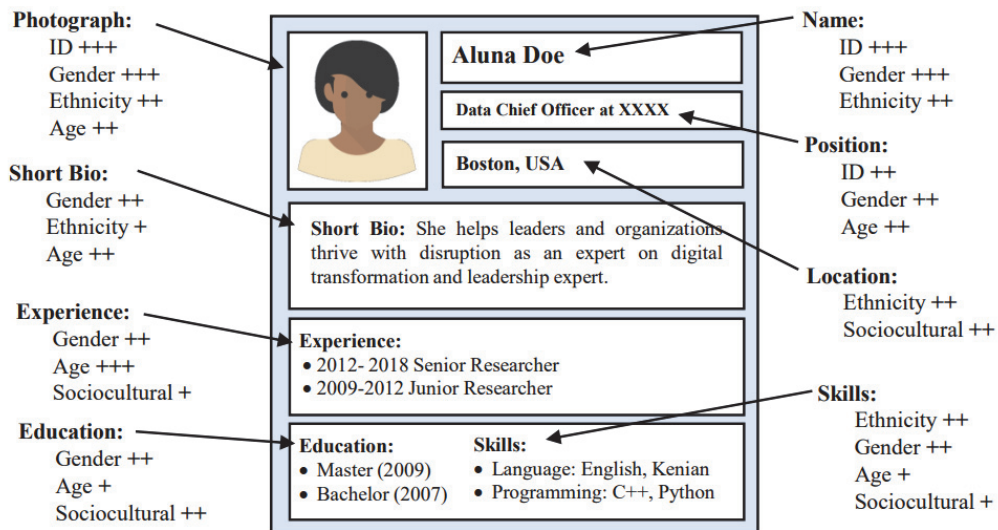 Photograph:
ID +++
Gender +++
Ethnicity ++
Age ++
Short Bio:
Gender ++
Ethnicity +
Age ++
Experience:
Gender ++
Age +++
Sociocultural +
Education:
Gender ++
Age +
Sociocultural ++
Aluna Doe
Data Chief Officer at XXXX
Boston, USA
Short Bio: She helps leaders and organizations
thrive with disruption as an expert on digital
transformation and leadership expert.
Experience:
• 2012- 2018 Senior Researcher
• 2009-2012 Junior Researcher
Education:
• Master (2009)
• Bachelor (2007)
Skills:
• Language: English, Kenian
• Programming: C++, Python
Name:
ID +++
Gender +++
Ethnicity ++
Position:
ID ++
Gender ++
Age ++
Location:
Ethnicity ++
Sociocultural ++
Skills:
Ethnicity ++
Gender ++
Age +
Sociocultural +